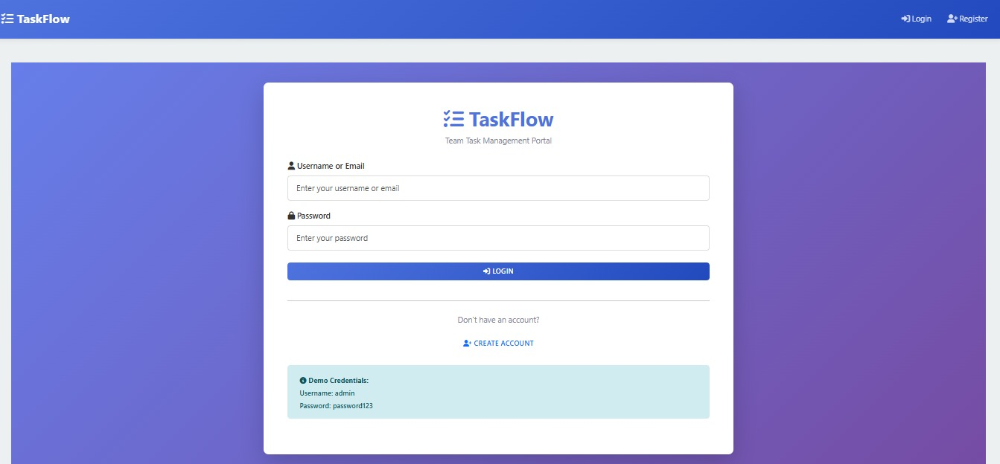 TaskFlow
Login
Register
TaskFlow
Team Task Management Portal
Username or Email
Enter your username or email
Password
Enter your password
LOGIN
Don't have an account?
CREATE ACCOUNT
Demo Credentials:
Username: admin
Password: password123